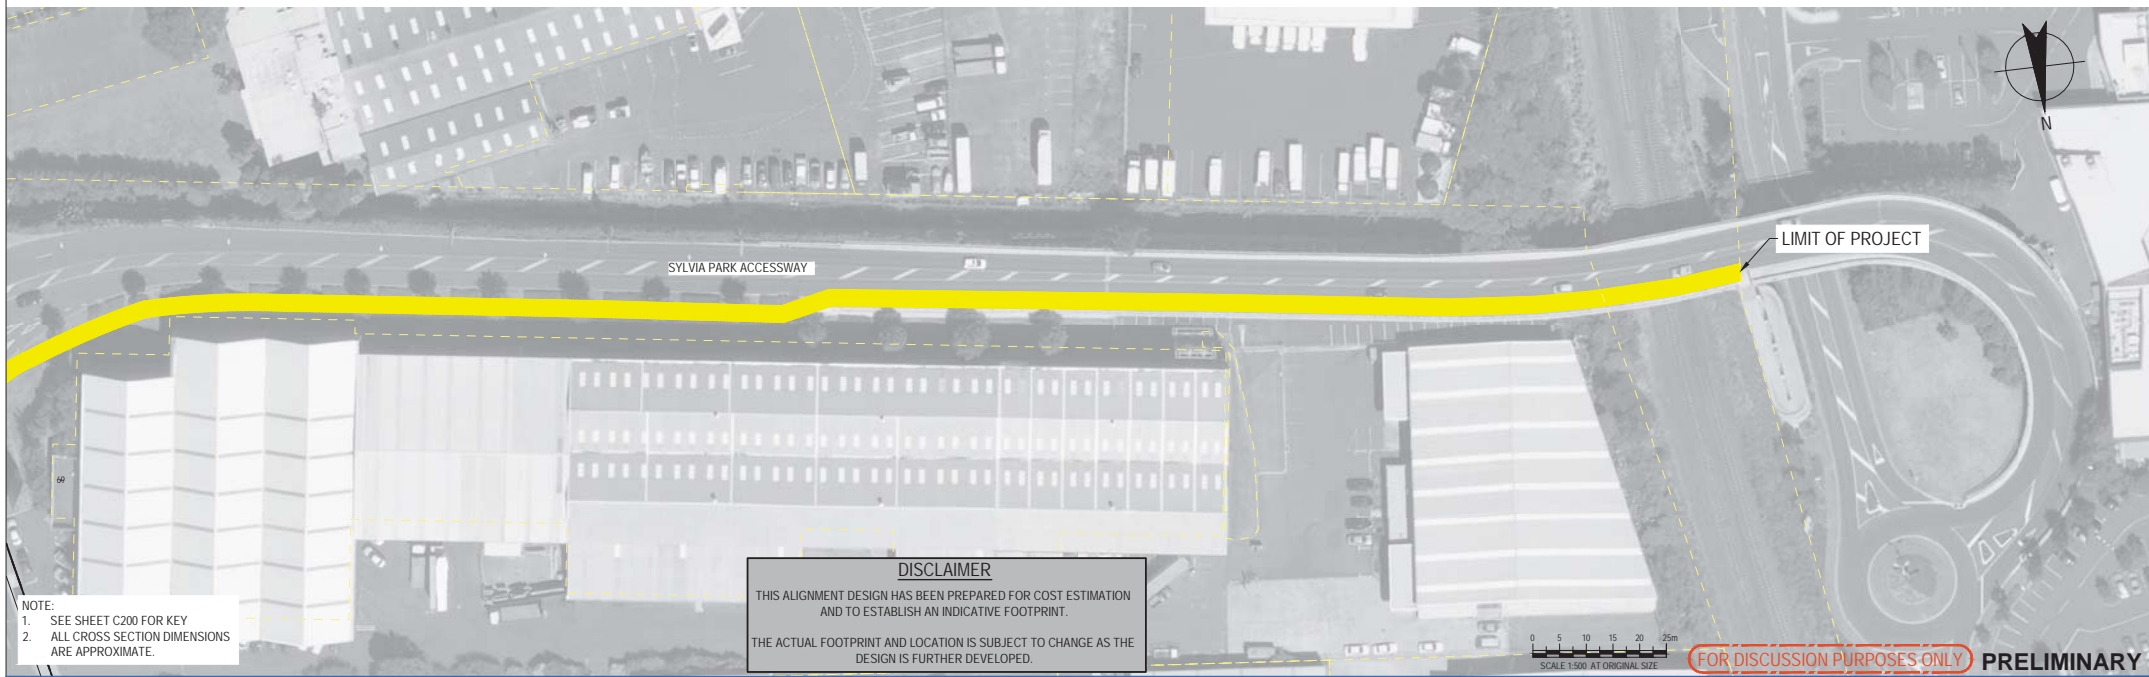 N
LIMIT OF PROJECT
SYLVIA PARK ACCESSWAY
69
NOTE:
1. SEE SHEET C200 FOR KEY
2. ALL CROSS SECTION DIMENSIONS
ARE APPROXIMATE.
DISCLAIMER
THIS ALIGNMENT DESIGN HAS BEEN PREPARED FOR COST ESTIMATION
AND TO ESTABLISH AN INDICATIVE FOOTPRINT.
THE ACTUAL FOOTPRINT AND LOCATION IS SUBJECT TO CHANGE AS THE
DESIGN IS FURTHER DEVELOPED.
0 5 10 15 20 25m
SCALE 1:500 AT ORIGINAL SIZE
FOR DISCUSSION PURPOSES ONLY
PRELIMINARY